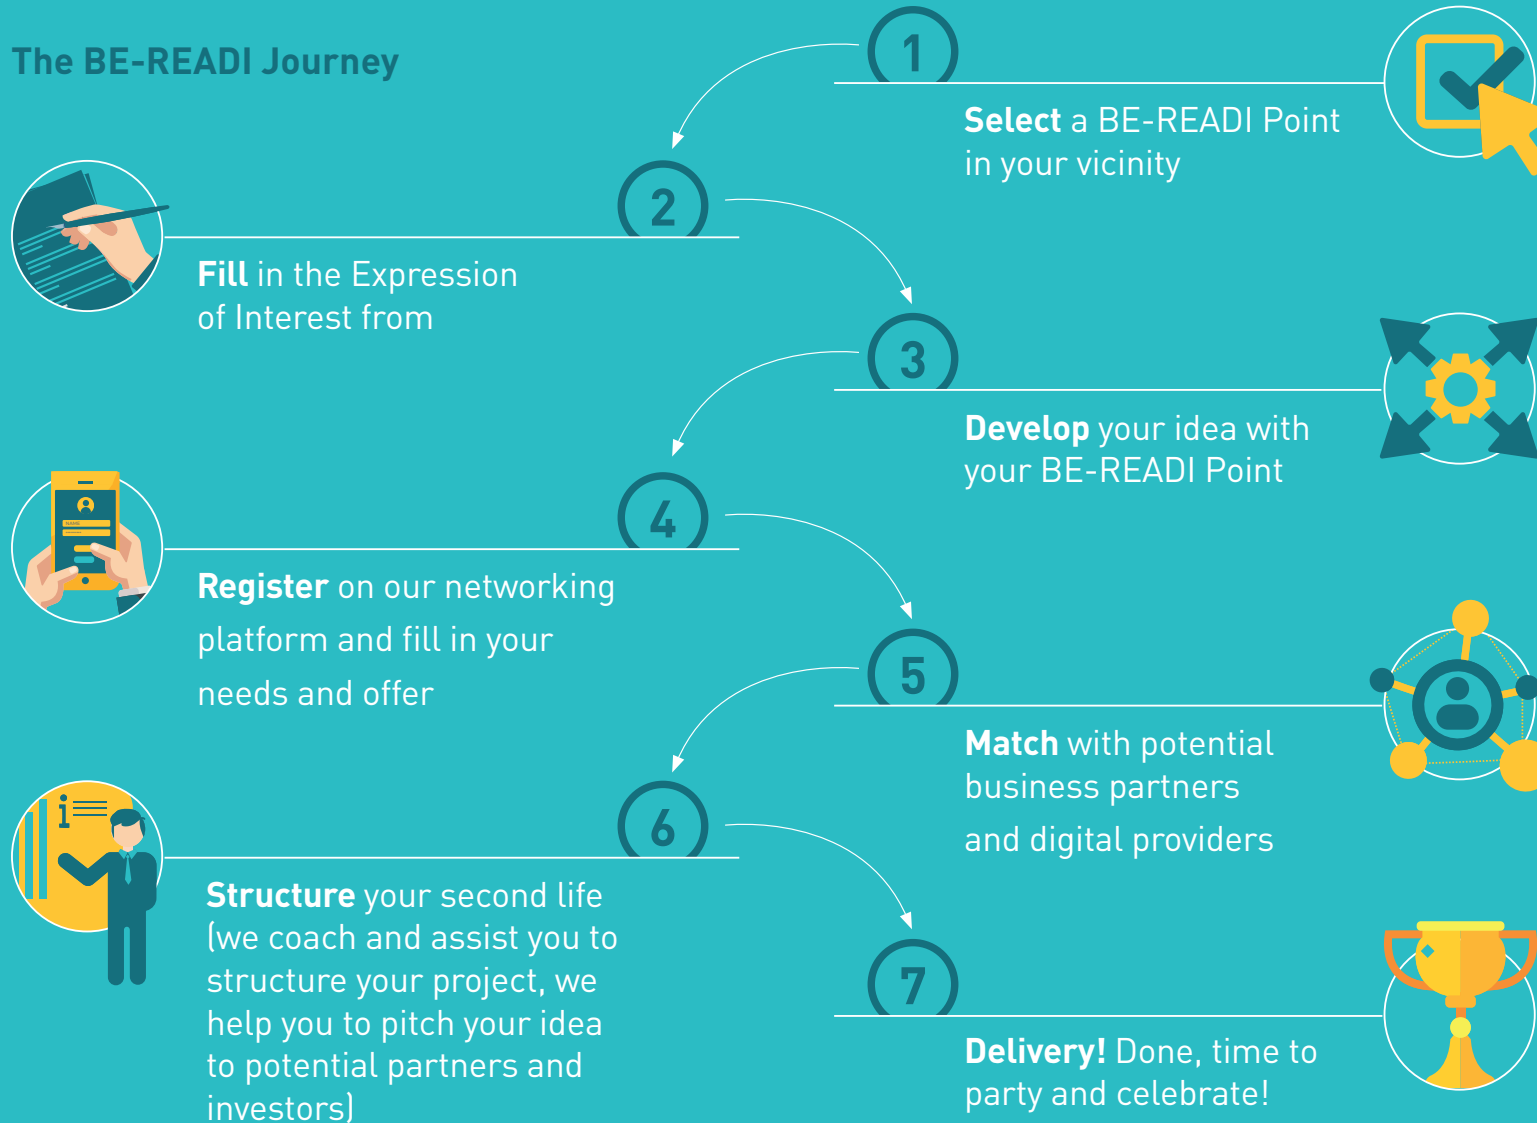 The BE-READI Journey
1
Select a BE-READI Point
in your vicinity
2
Fill in the Expression
of Interest from
3
Develop your idea with
your BE-READI Point
4
Register on our networking
platform and fill in your
needs and offer
NAME
5
Match with potential
business partners
and digital providers
6
i
Structure your second life
(we coach and assist you to
structure your project, we
help you to pitch your idea
to potential partners and
investors)
7
Delivery! Done, time to
party and celebrate!